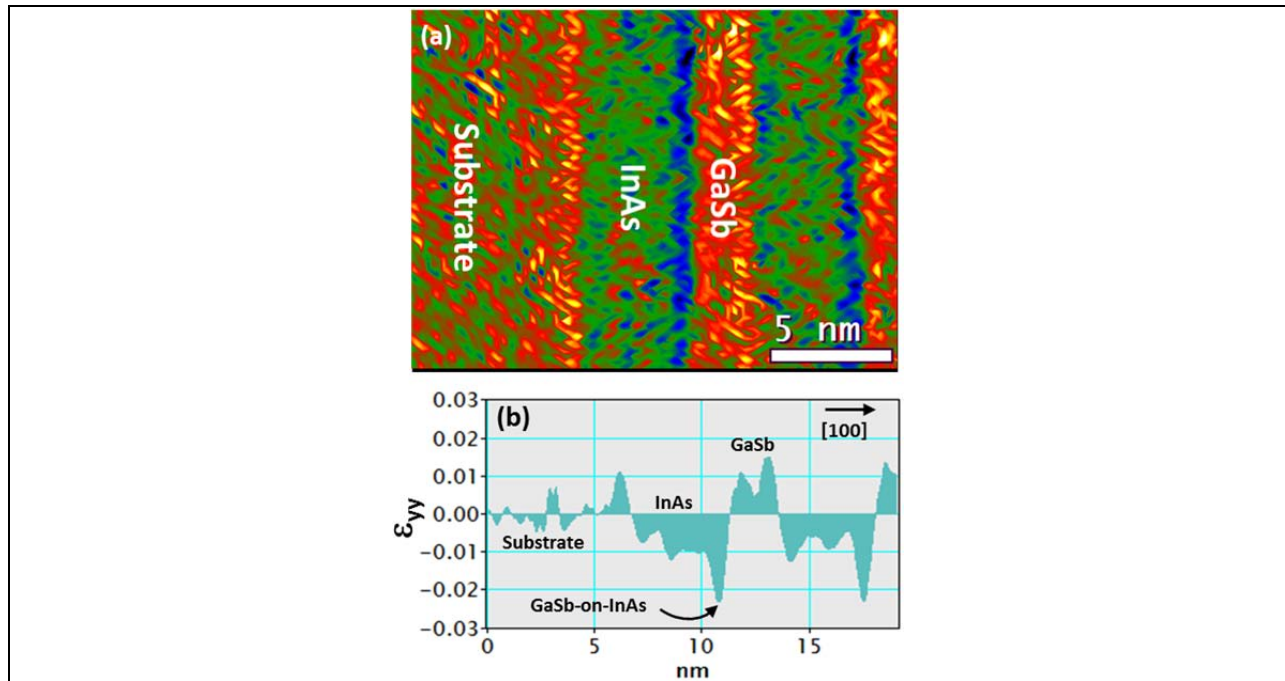 (a)
Substrate
InAs
GaSb
5 nm
(b)
0.03
0.02
0.01
0.00
-0.01
-0.02
-0.03
εyy
[100]
GaSb
InAs
Substrate
GaSb-on-InAs
0
5
10
15
nm